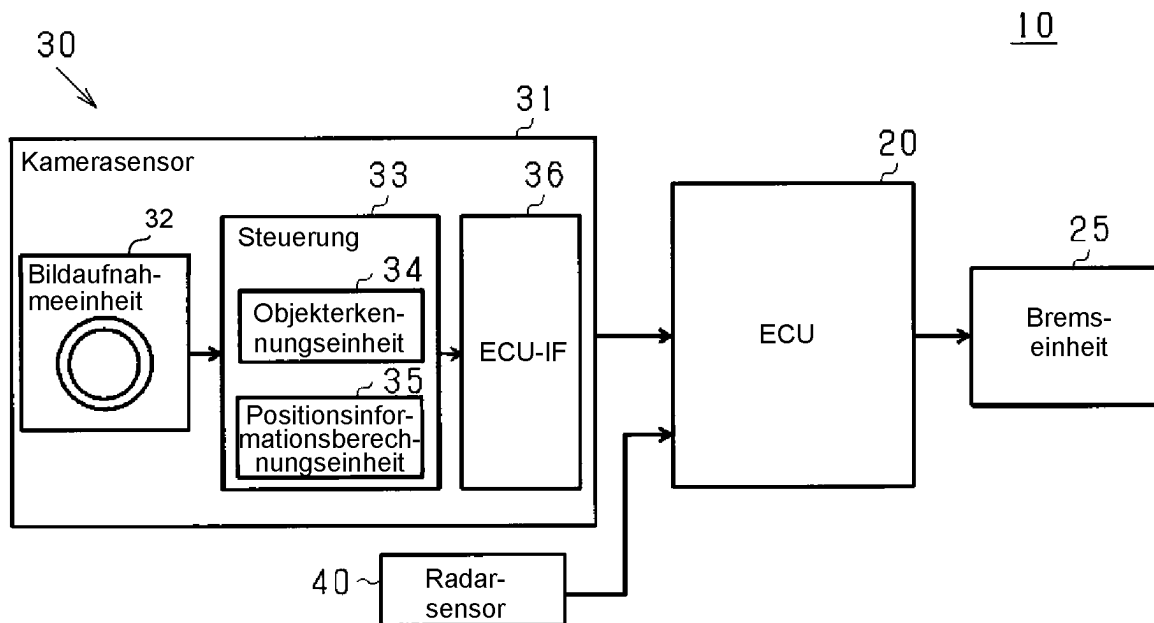 10
30
31
Kamerasensor
32
Bildaufnah-
meeinheit
33
Steuerung
34
Objekterken-
nungseinheit
35
Positionsinfor-
mationsberech-
nungseinheit
36
ECU-IF
20
ECU
25
Brems-
einheit
40
Radar-
sensor